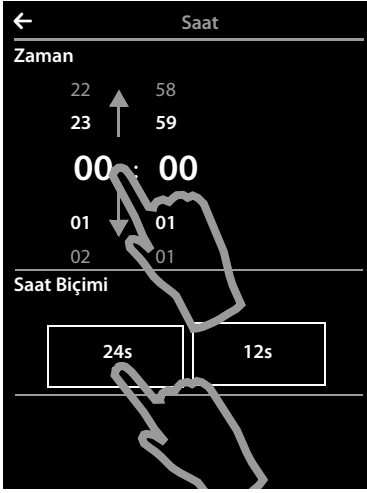 Saat
Zaman
22 58
23 59
00 : 00
01 01
02 01
Saat Biçimi
24s 12s